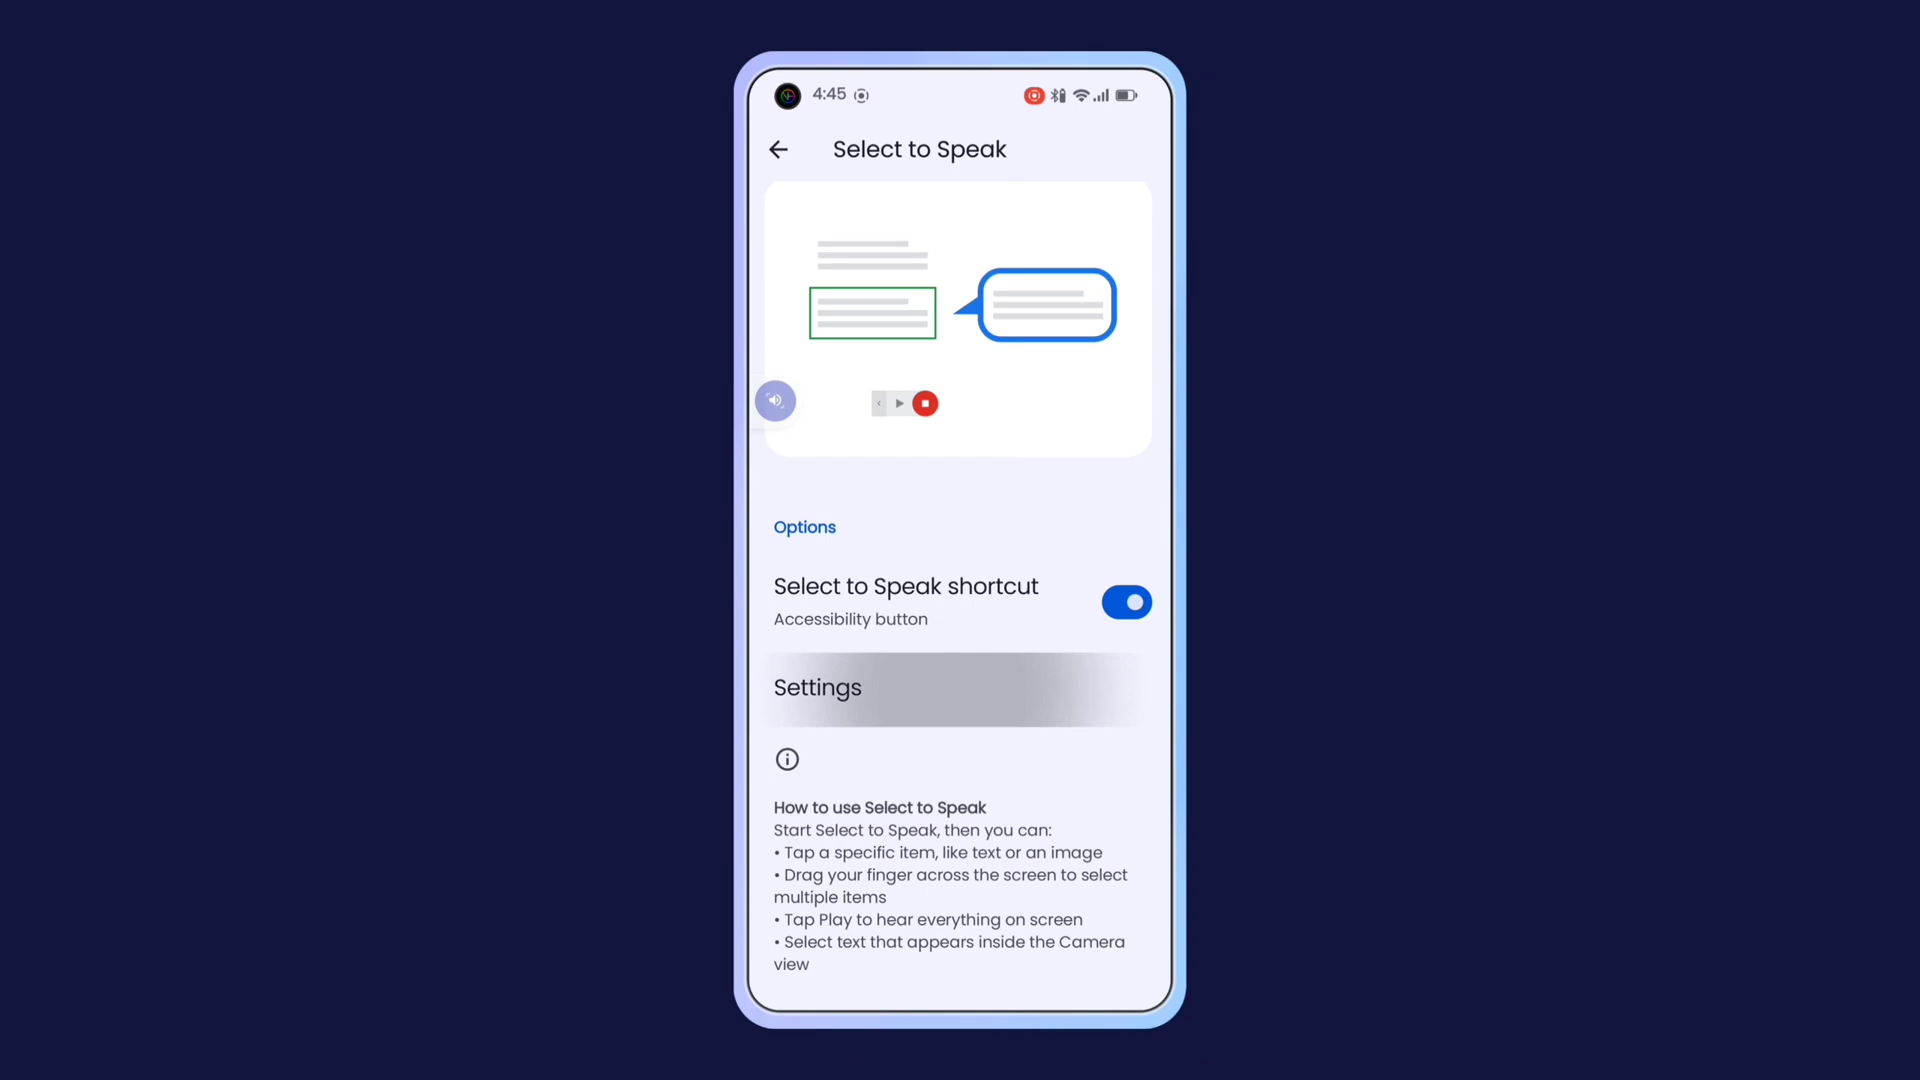 4:45
Select to Speak
Options
Select to Speak shortcut
Accessibility button
Settings
How to use Select to Speak
Start Select to Speak, then you can:
• Tap a specific item, like text or an image
• Drag your finger across the screen to select
multiple items
• Tap Play to hear everything on screen
• Select text that appears inside the Camera
view